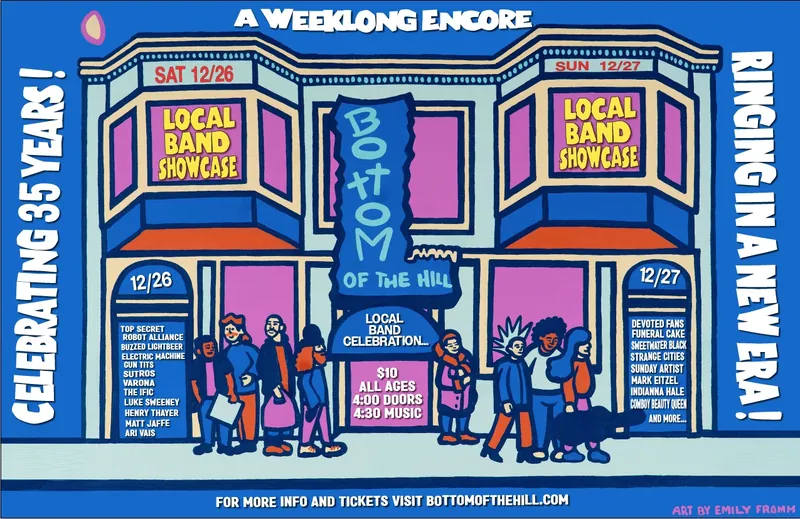 A WEEKLONG ENCORE
CELEBRATING 35 YEARS!
RINGING IN A NEW ERA!
SAT 12/26
LOCAL
BAND
SHOWCASE
SUN 12/27
LOCAL
BAND
SHOWCASE
BOTTOM
OF THE HILL
LOCAL
BAND
CELEBRATION...
$10
ALL AGES
4:00 DOORS
4:30 MUSIC
12/26
TOP SECRET
ROBOT ALLIANCE
BUZZED LIGHTBEER
ELECTRIC MACHINE
GUN TITS
SUTROS
VARONA
THE IFIC
LUKE SWEENEY
HENRY THAYER
MATT JAFFE
ARI VAIS
12/27
DEVOTED FANS
FUNERAL CAKE
SWEETWATER BLACK
STRANGE CITIES
SUNDAY ARTIST
MARK EITZEL
INDIANNA HALE
COWBOY BEAUTY QUEEN
AND MORE...
FOR MORE INFO AND TICKETS VISIT BOTTOMOFTHEHILL.COM
ART BY EMILY FROMM